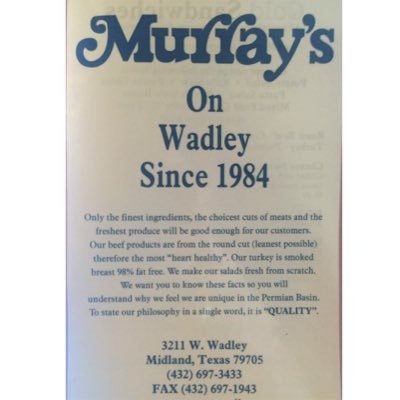 Murray's
On
Wadley
Since 1984
Only the finest ingredients, the choicest cuts of meats and the
freshest produce will be good enough for our customers.
Our beef products are from the round cut (leanest possible)
therefore the most "heart healthy". Our turkey is smoked
breast 98% fat free. We make our salads fresh from scratch.
We want you to know these facts so you will
understand why we feel we are unique in the Permian Basin.
To state our philosophy in a single word, it is "QUALITY".
3211 W. Wadley
Midland, Texas 79705
(432) 697-3433
FAX (432) 697-1943